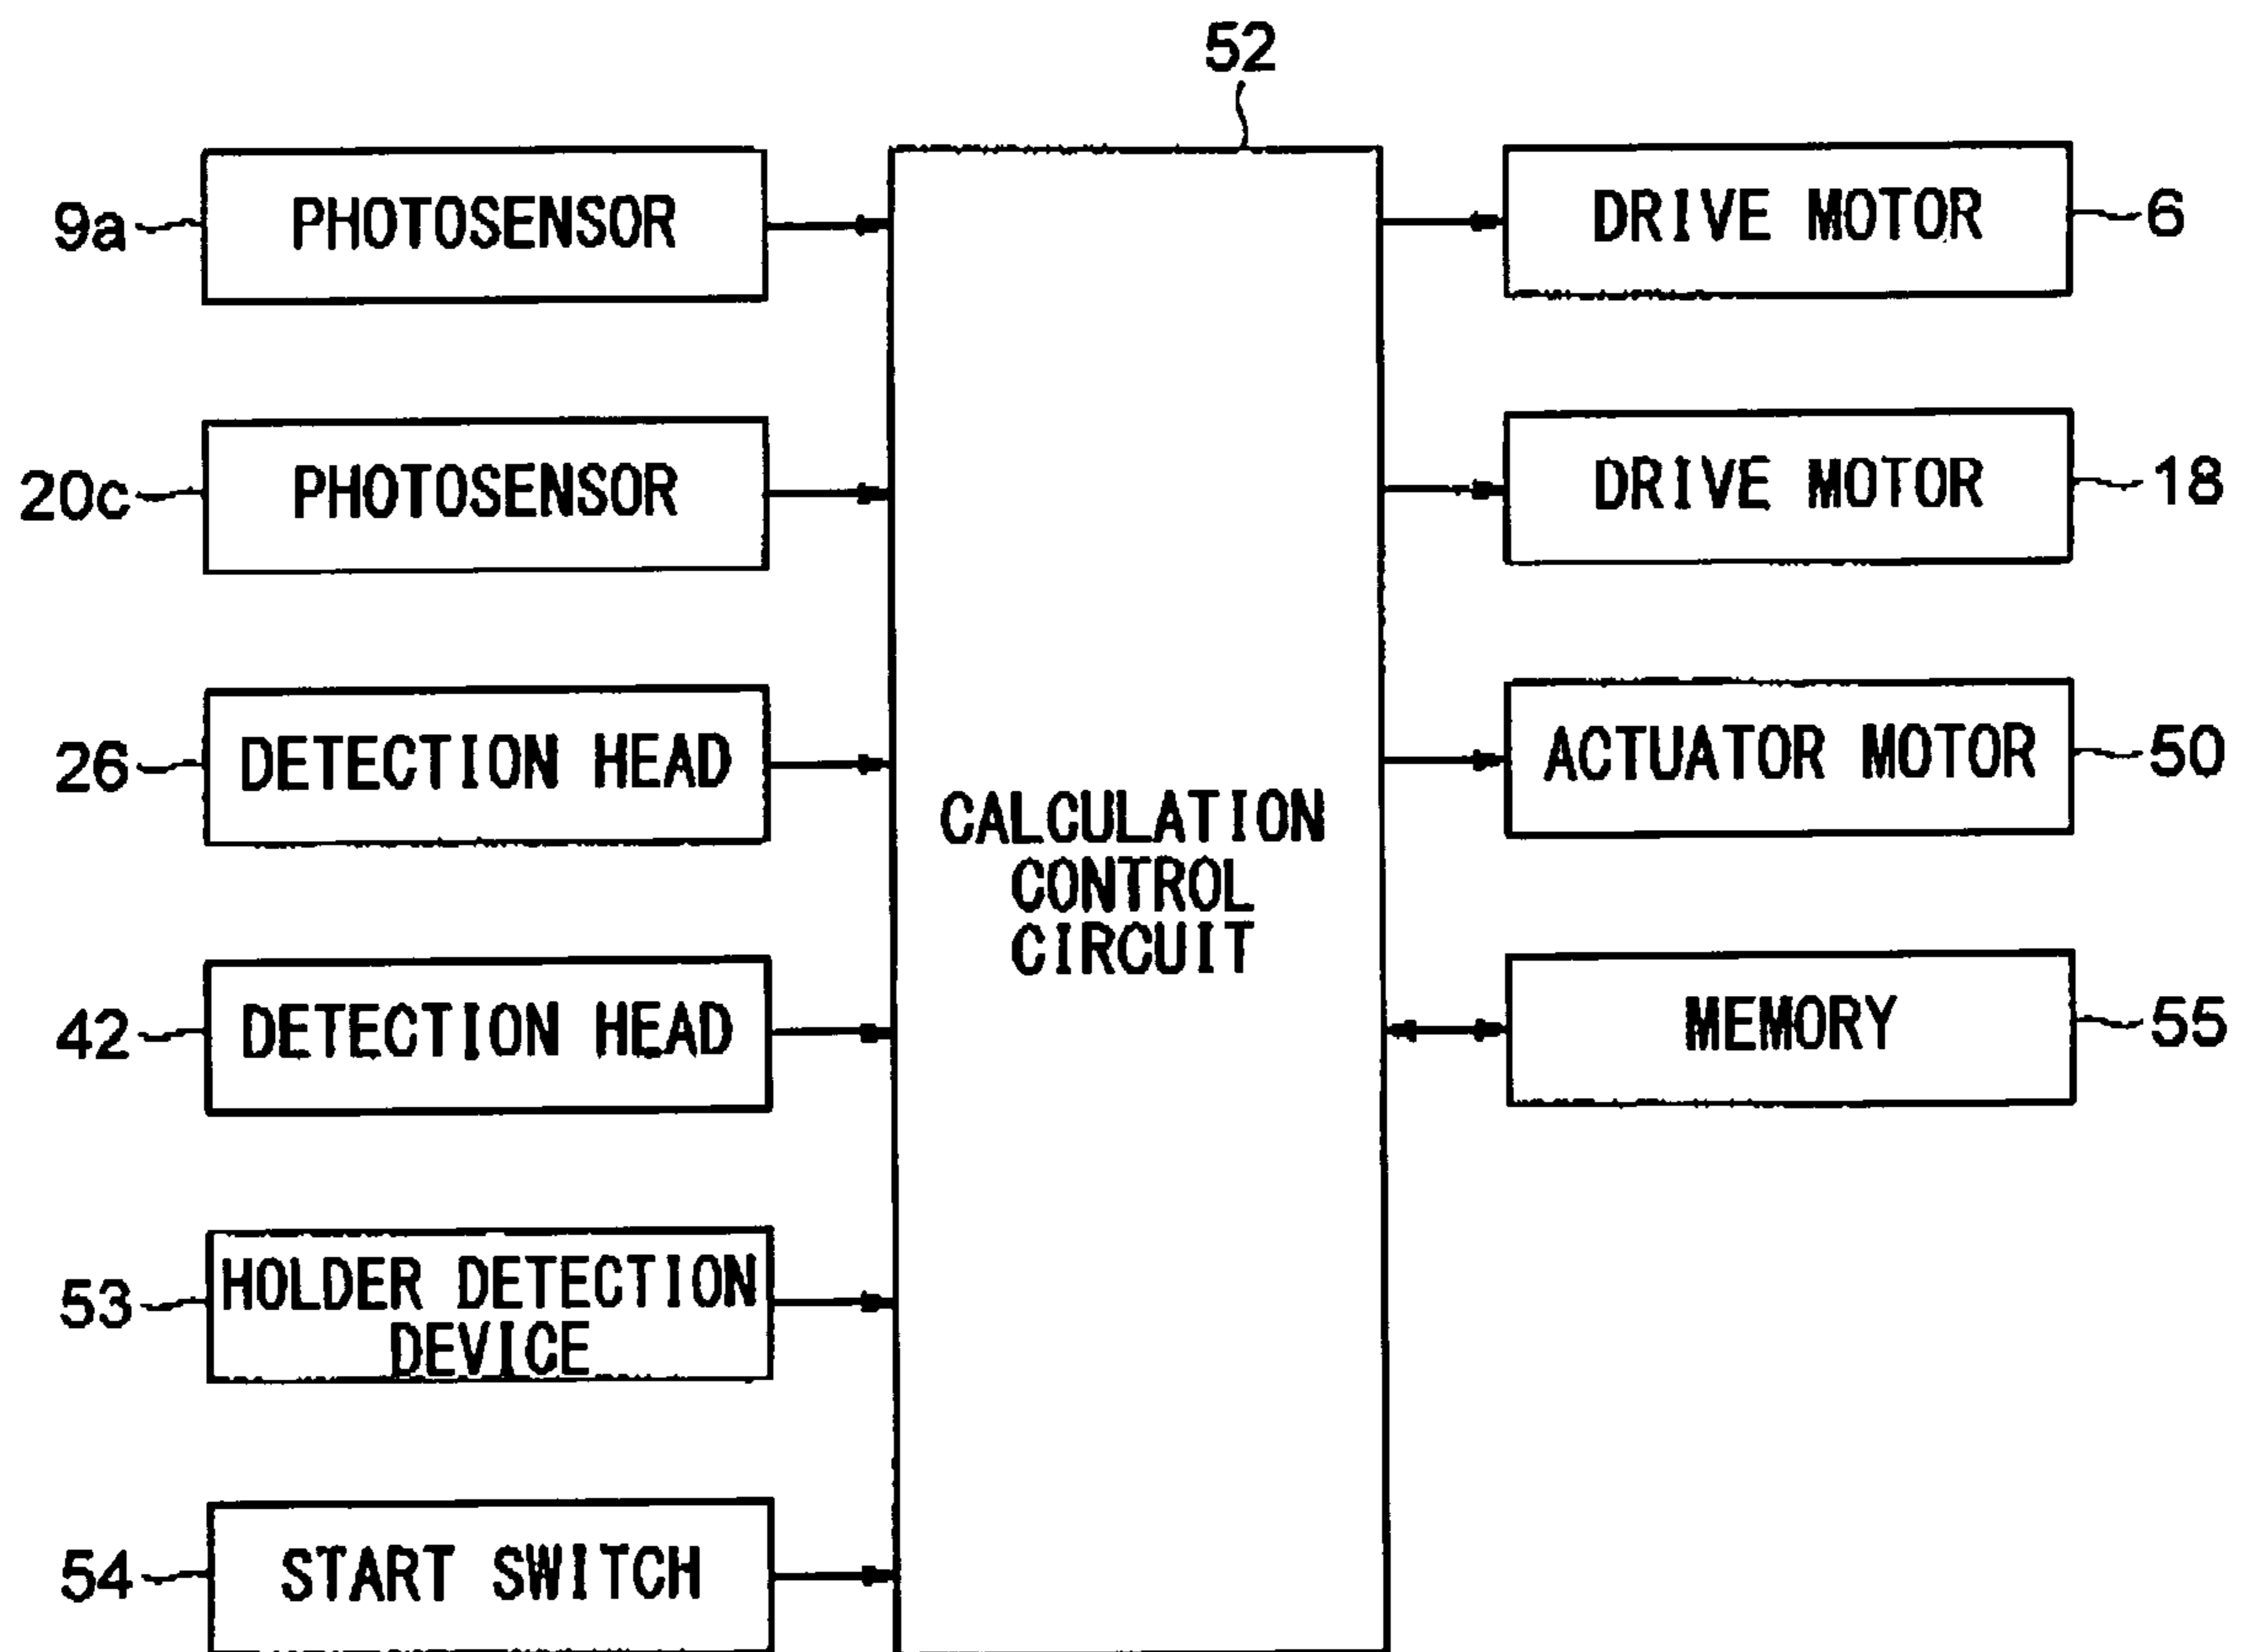 52
9a
PHOTOSENSOR
DRIVE MOTOR
6
20c
PHOTOSENSOR
DRIVE MOTOR
18
26
DETECTION HEAD
ACTUATOR MOTOR
50
CALCULATION
CONTROL
CIRCUIT
42
DETECTION HEAD
MEMORY
55
53
HOLDER DETECTION
DEVICE
54
START SWITCH